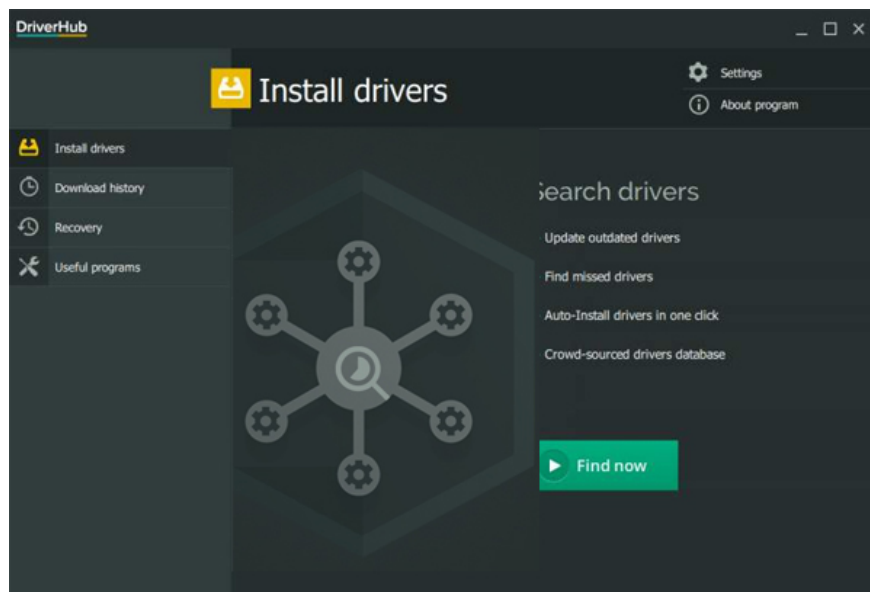 DriverHub
Install drivers
Settings
About program
Install drivers
Download history
Recovery
Useful programs
Search drivers
Update outdated drivers
Find missed drivers
Auto-Install drivers in one click
Crowd-sourced drivers database
Find now